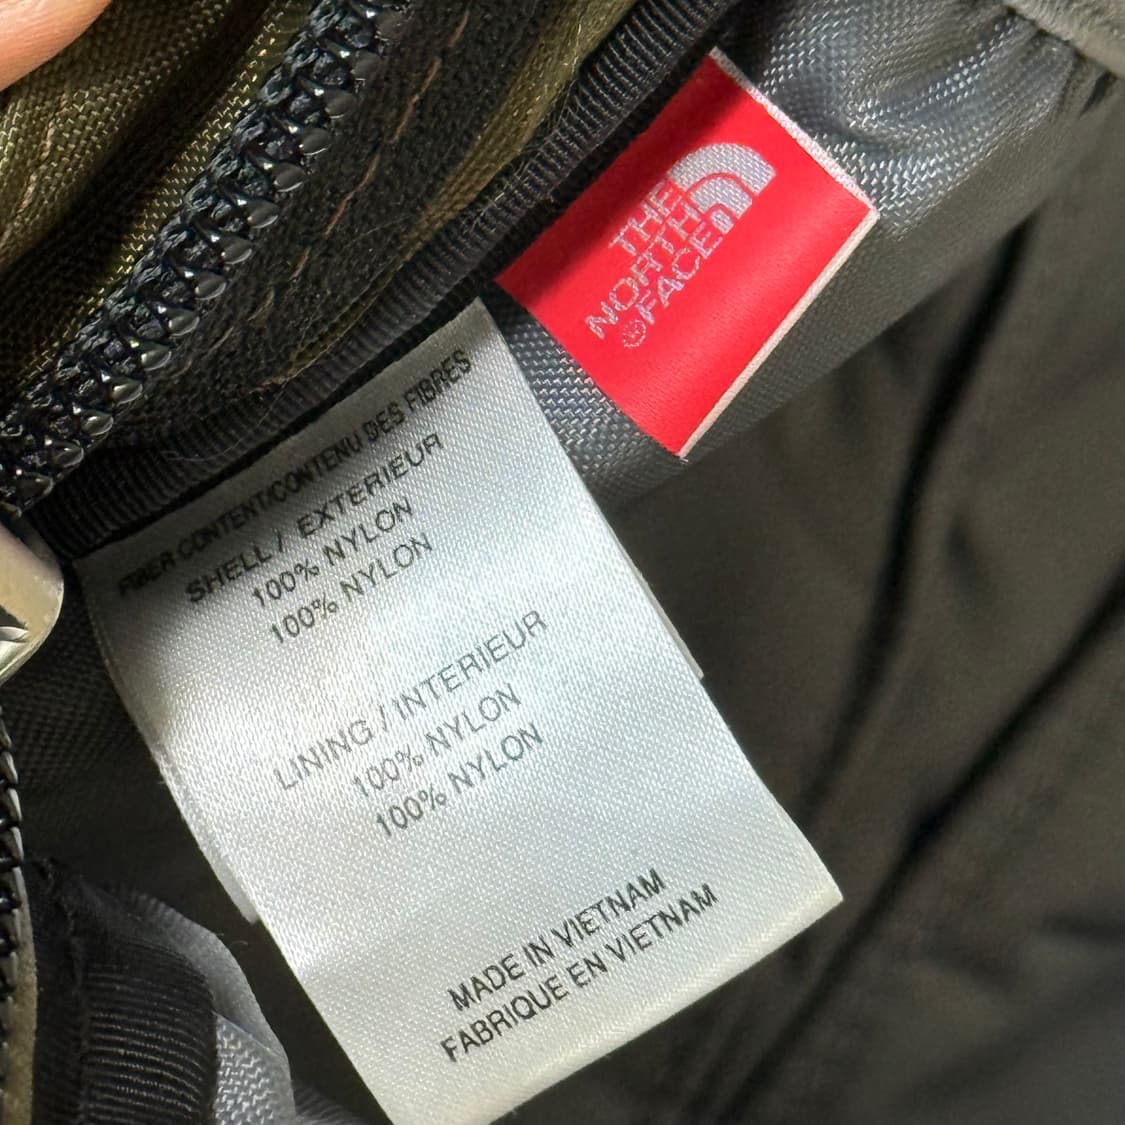 THE
NORTH
FACE
®
FIBER CONTENT/CONTENU DES FIBRES
SHELL / EXTERIEUR
100% NYLON
100% NYLON
LINING / INTERIEUR
100% NYLON
100% NYLON
MADE IN VIETNAM
FABRIQUE EN VIETNAM